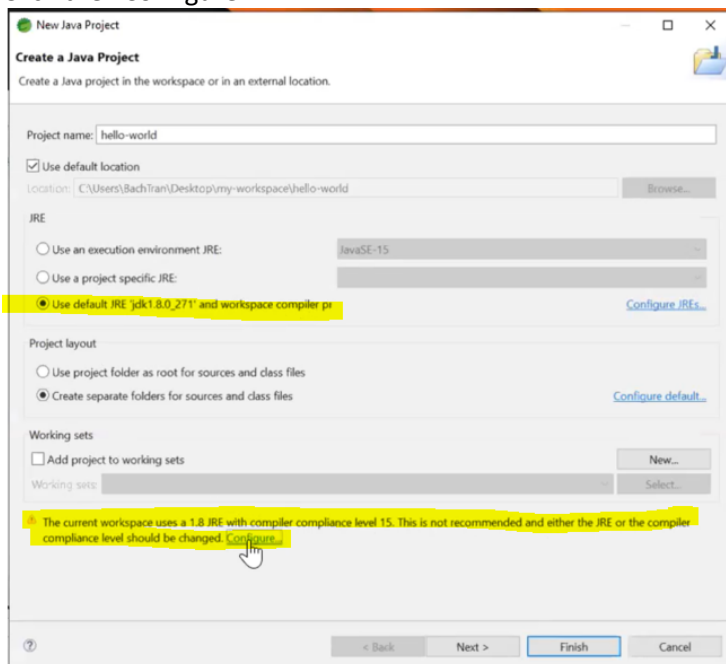 New Java Project
Create a Java Project
Create a Java project in the workspace or in an external location.
Project name: hello-world
Use default location
Location: C:\Users\BachTran\Desktop\my-workspace\hello-world Browse...
JRE
Use an execution environment JRE: JavaSE-15
Use a project specific JRE:
Use default JRE 'jdk1.8.0_271' and workspace compiler pr Configure JREs...
Project layout
Use project folder as root for sources and class files
Create separate folders for sources and class files Configure default...
Working sets
Add project to working sets New...
Working sets: Select...
The current workspace uses a 1.8 JRE with compiler compliance level 15. This is not recommended and either the JRE or the compiler
compliance level should be changed. Configure...
? < Back Next > Finish Cancel